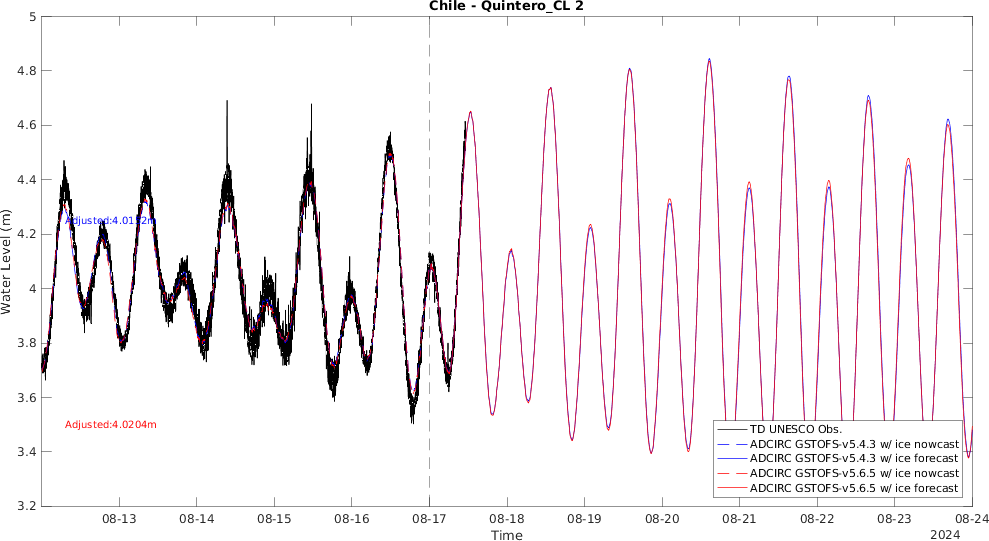 Chile - Quintero_CL 2
Water Level (m)
5
4.8
4.6
4.4
4.2
4
3.8
3.6
3.4
3.2
Adjusted:4.0192m
Adjusted:4.0204m
TD UNESCO Obs.
ADCIRC GSTOFS-v5.4.3 w/ ice nowcast
ADCIRC GSTOFS-v5.4.3 w/ ice forecast
ADCIRC GSTOFS-v5.6.5 w/ ice nowcast
ADCIRC GSTOFS-v5.6.5 w/ ice forecast
08-13 08-14 08-15 08-16 08-17 08-18 08-19 08-20 08-21 08-22 08-23 08-24
Time
2024